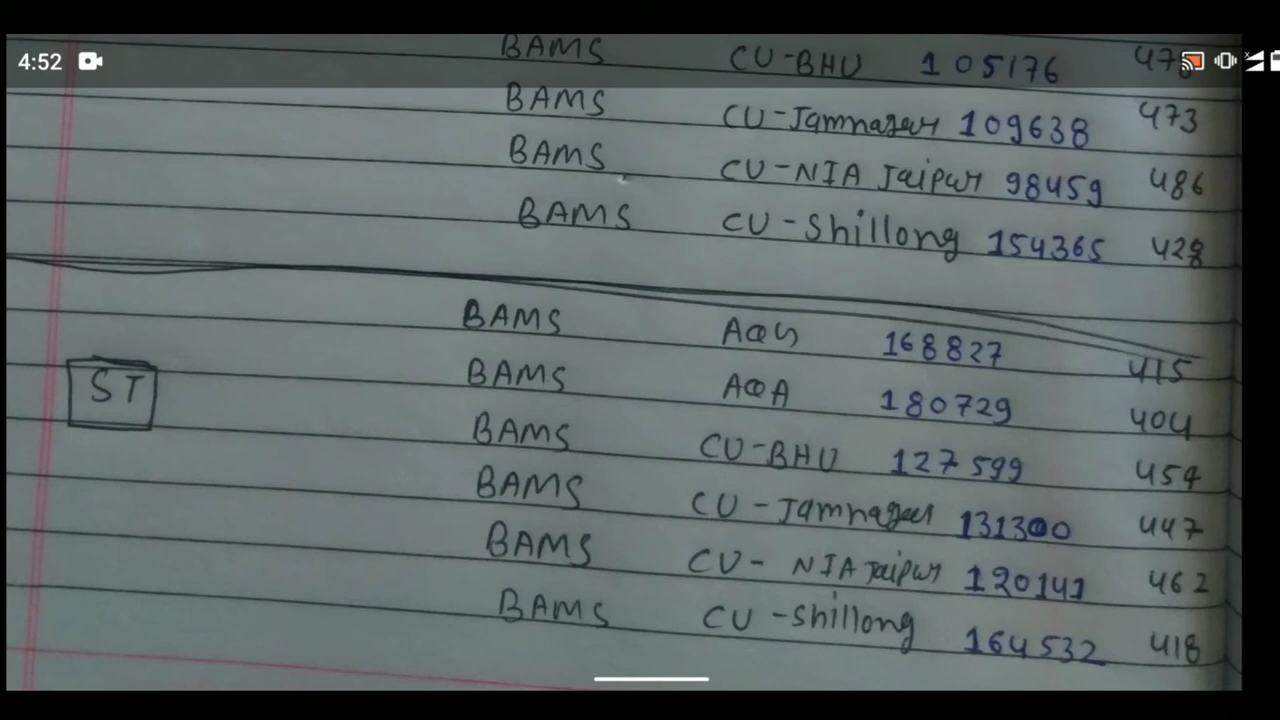 4:52
BAMS CU-BHU 105176
BAMS CU-Jamnagar 109638 473
BAMS CU-NIA Jaipur 98459 486
BAMS CU-Shillong 154365 428
BAMS 168827 415
ST
BAMS AQA 180729 404
BAMS CU-BHU 127599 454
BAMS CU-Jamnagar 131300 447
BAMS CU- NIA Jaipur 120141 462
BAMS CU-Shillong 164532 418